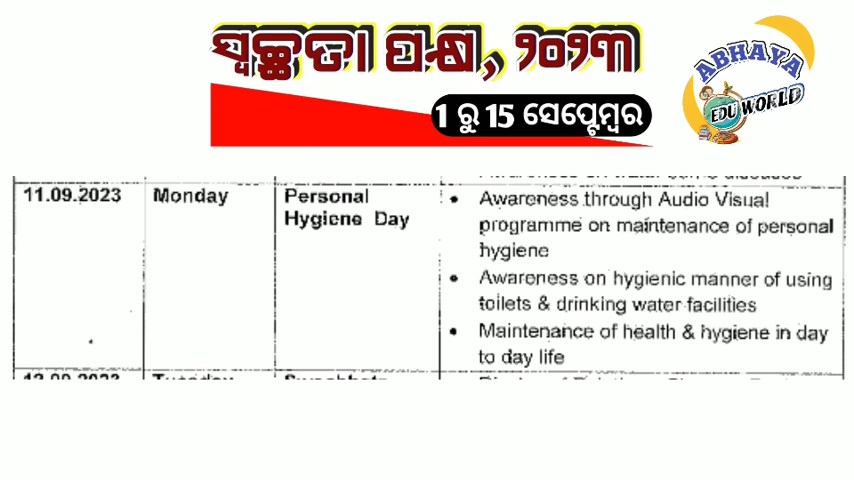 ସ୍ୱଚ୍ଛତା ପକ୍ଷ, ୨୦୨୩
1 ରୁ 15 ସେପ୍ଟେମ୍ବର
ABHAYA
EDU WORLD
11.09.2023 Monday Personal Hygiene Day
• Awareness through Audio Visual
programme on maintenance of personal
hygiene
• Awareness on hygienic manner of using
toilets & drinking water facilities
• Maintenance of health & hygiene in day
to day life